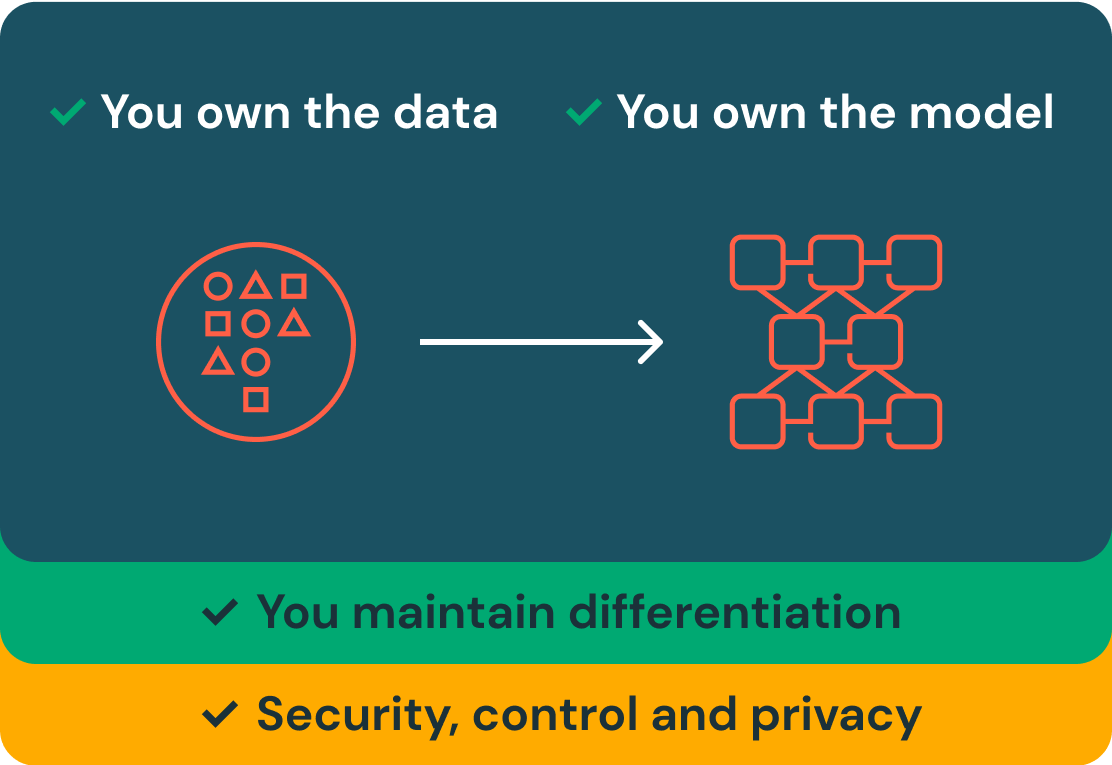 You own the data
You own the model
You maintain differentiation
Security, control and privacy